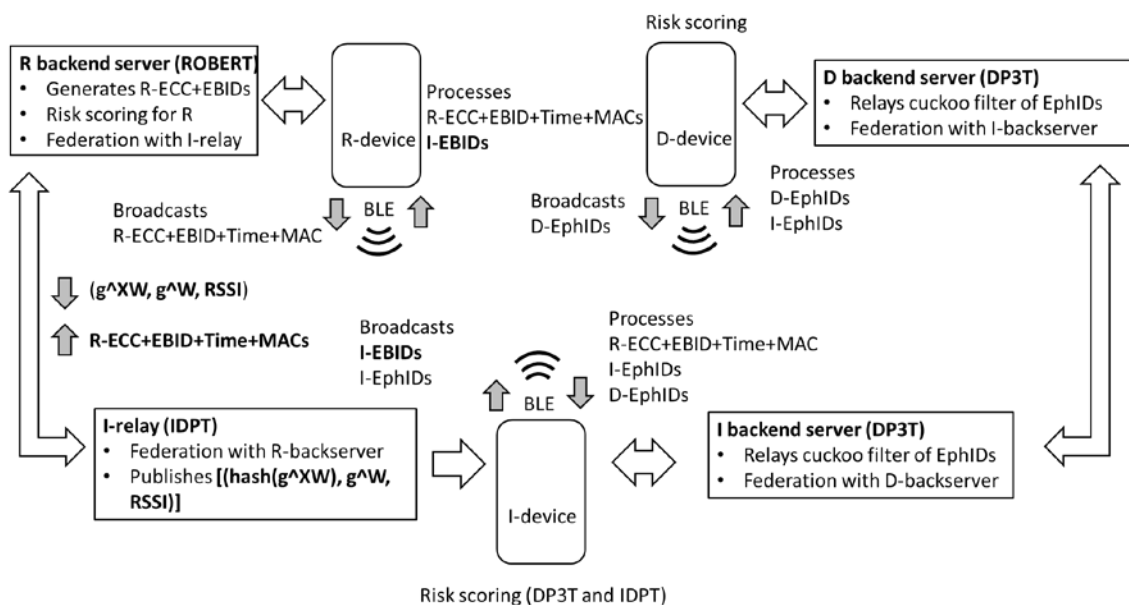 Risk scoring
R backend server (ROBERT)
• Generates R-ECC+EBIDs
• Risk scoring for R
• Federation with I-relay
R-device
Processes
R-ECC+EBID+Time+MACs
I-EBIDs
D-device
D backend server (DP3T)
• Relays cuckoo filter of EphIDs
• Federation with I-backserver
Broadcasts
R-ECC+EBID+Time+MAC
BLE
Broadcasts
D-EphIDs
BLE
Processes
D-EphIDs
I-EphIDs
(g^XW, g^W, RSSI)
R-ECC+EBID+Time+MACs
Broadcasts
I-EBIDs
I-EphIDs
BLE
Processes
R-ECC+EBID+Time+MAC
I-EphIDs
D-EphIDs
I-relay (IDPT)
• Federation with R-backserver
• Publishes [(hash(g^XW), g^W,
RSSI)]
I-device
I backend server (DP3T)
• Relays cuckoo filter of EphIDs
• Federation with D-backserver
Risk scoring (DP3T and IDPT)